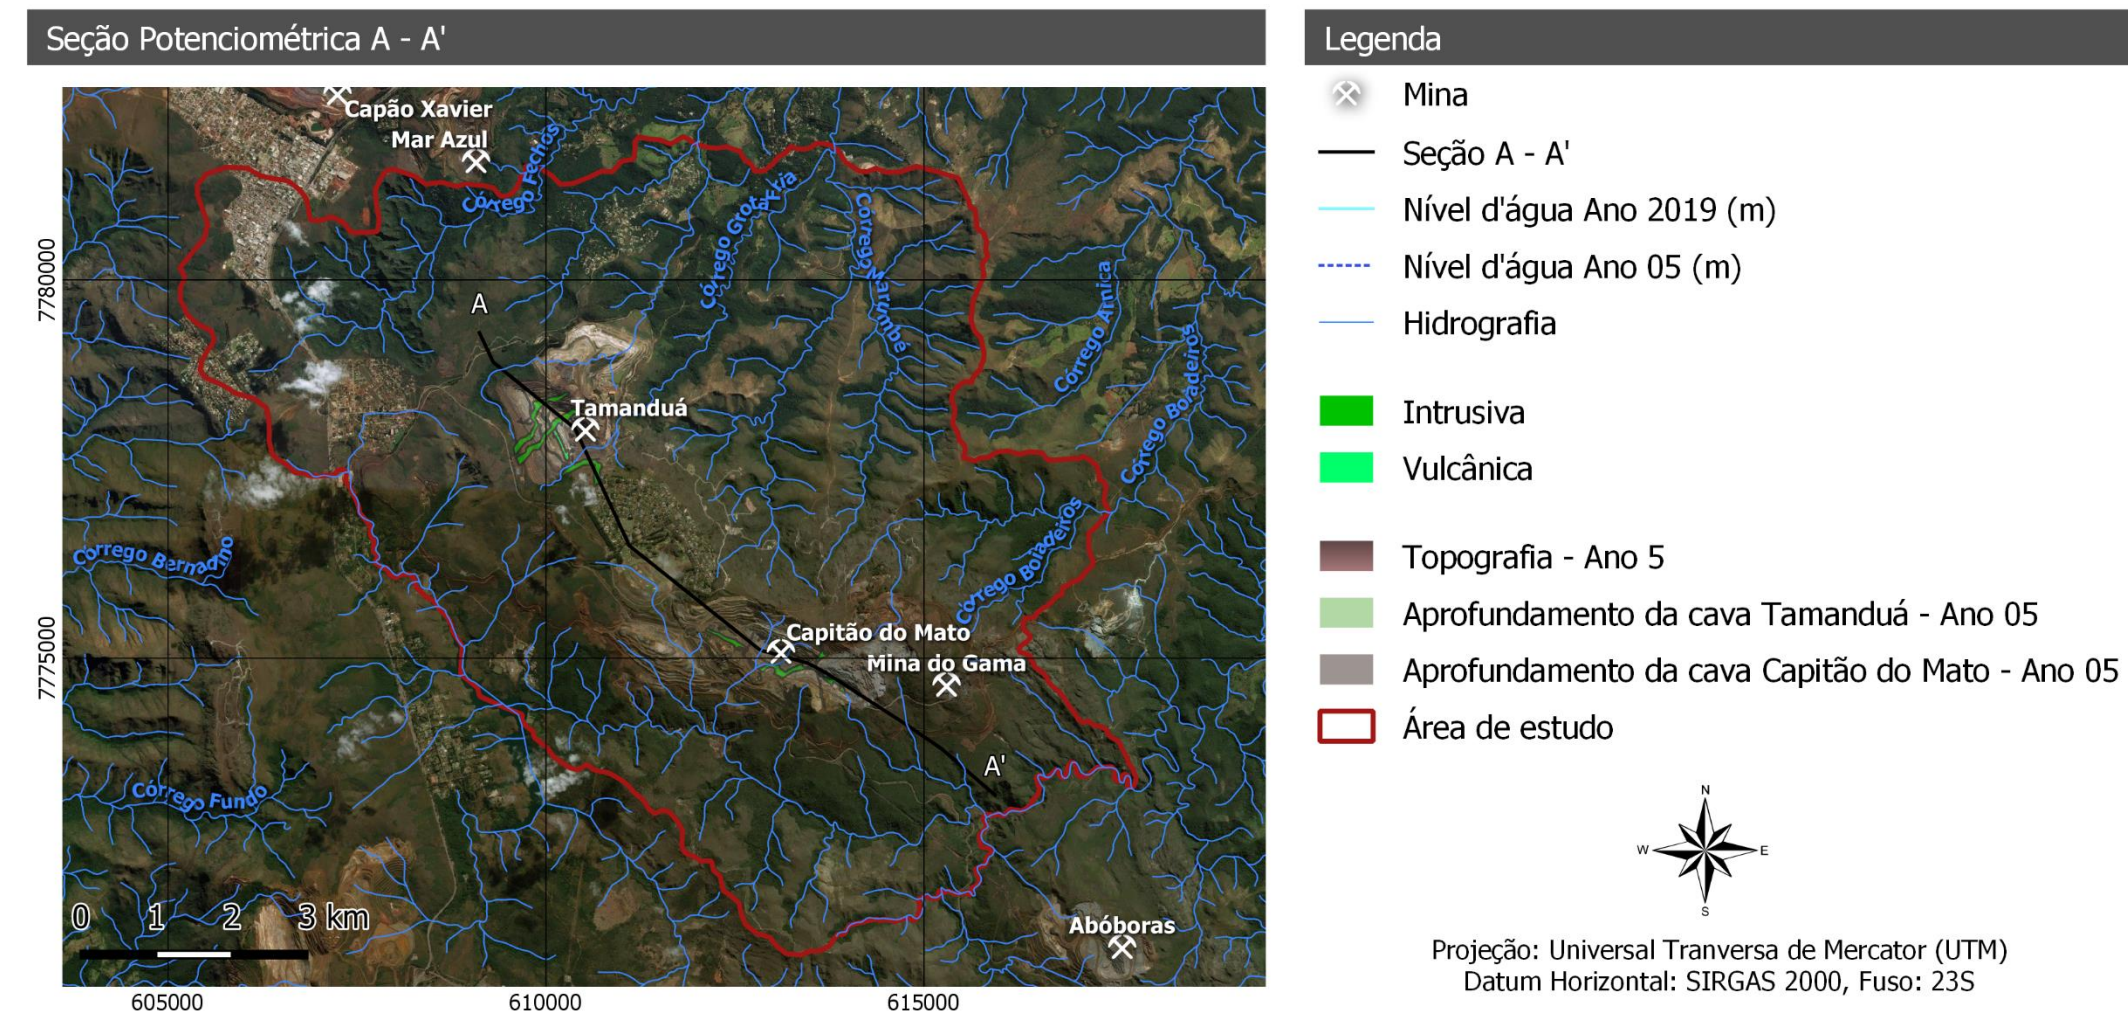 Seção Potenciométrica A - A'
Capão Xavier
Mar Azul
Córrego Fechos
Córrego Grota Fria
Córrego Marumbé
Córrego Arnica
Córrego Boiadeiros
A
Tamanduá
Córrego Boiadeiros
Córrego Bernadino
Capitão do Mato
Mina do Gama
A'
Córrego Fundo
Abóboras
0 1 2 3 km
7780000
7775000
605000
610000
615000
Legenda
Mina
Seção A - A'
Nível d'água Ano 2019 (m)
Nível d'água Ano 05 (m)
Hidrografia
Intrusiva
Vulcânica
Topografia - Ano 5
Aprofundamento da cava Tamanduá - Ano 05
Aprofundamento da cava Capitão do Mato - Ano 05
Área de estudo
N
W
E
S
Projeção: Universal Tranversa de Mercator (UTM)
Datum Horizontal: SIRGAS 2000, Fuso: 23S